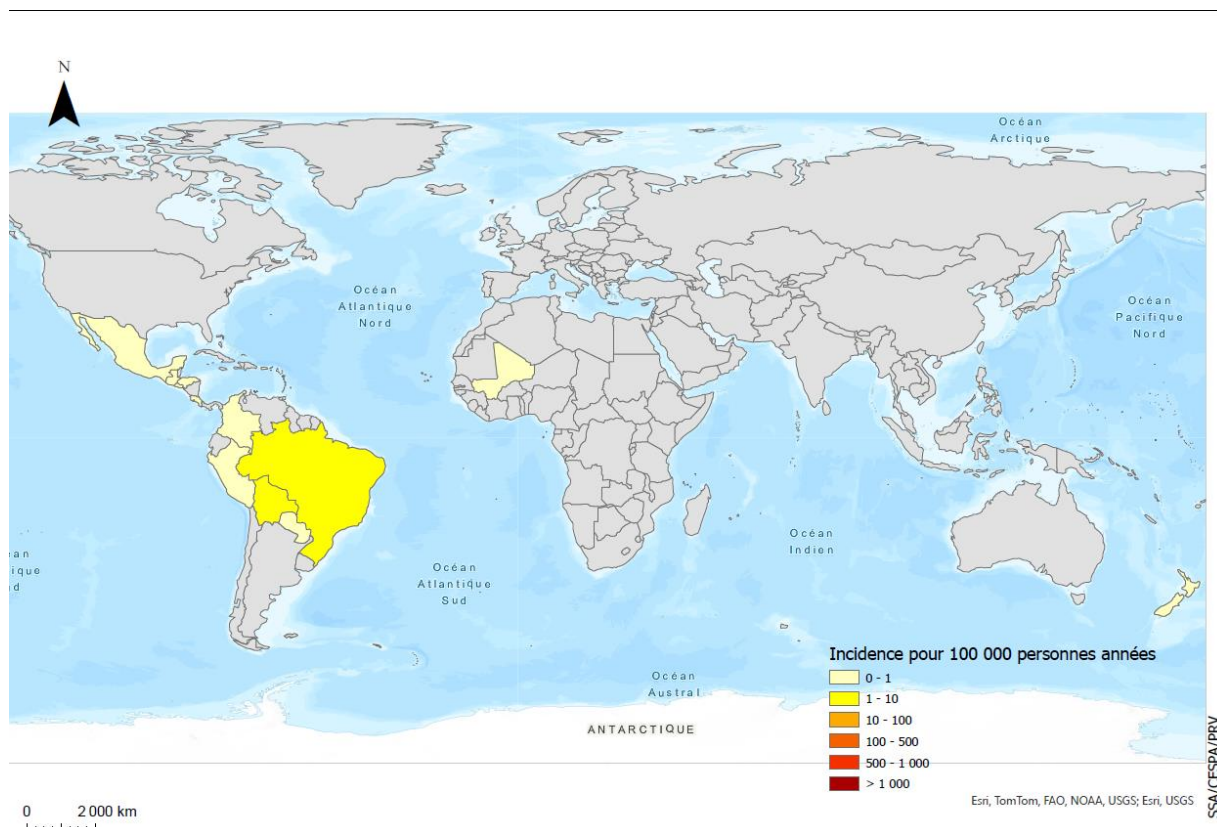 N
Océan
Arctique
Océan
Atlantique
Nord
Océan
Pacifique
Nord
Océan
Indien
Océan
Atlantique
Sud
Océan
Austral
ANTARCTIQUE
Incidence pour 100 000 personnes années
0 - 1
1 - 10
10 - 100
100 - 500
500 - 1 000
> 1 000
SSA/CESPA/PRV
Esri, TomTom, FAO, NOAA, USGS; Esri, USGS
0 2 000 km